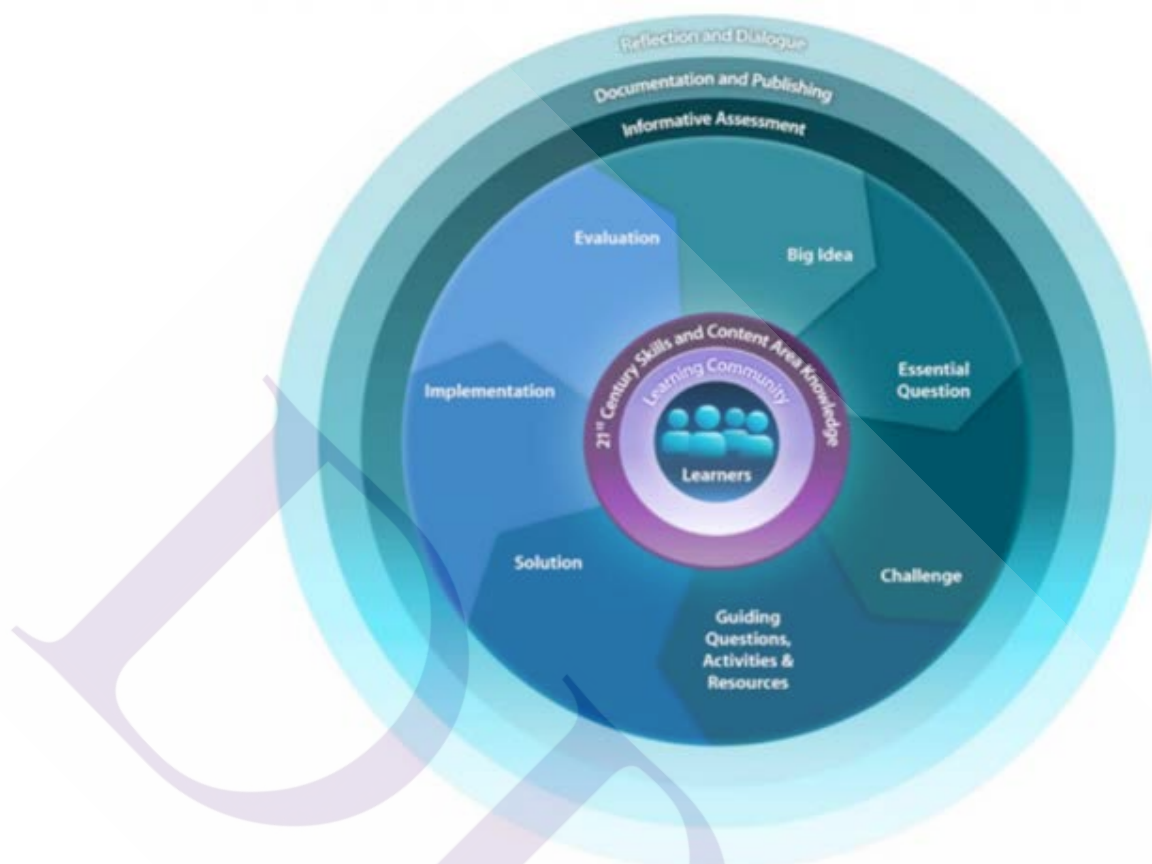 Reflection and Dialogue
Documentation and Publishing
Informative Assessment
Evaluation
Big Idea
Essential
Question
Challenge
Guiding
Questions,
Activities &
Resources
Solution
Implementation
21st Century Skills and Content Area Knowledge
Learning Community
Learners